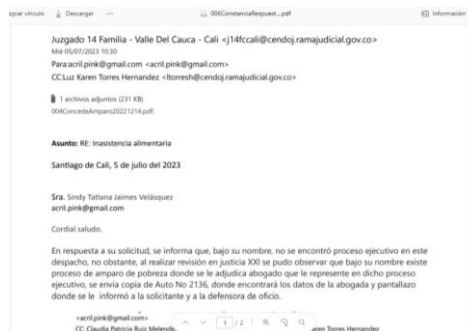 opiar vínculo Descargar ... 006ConstanciaRespuest...pdf Información
Juzgado 14 Familia - Valle Del Cauca - Cali <j14fccali@cendoj.ramajudicial.gov.co>
Mié 05/07/2023 10:30
Para:acril.pink@gmail.com <acril.pink@gmail.com>
CC:Luz Karen Torres Hernandez <ltorresh@cendoj.ramajudicial.gov.co>
1 archivos adjuntos (231 KB)
004ConcedeAmparo20221214.pdf;
Asunto: RE: Inasistencia alimentaria
Santiago de Cali, 5 de julio del 2023
Sra. Sindy Tatiana Jaimes Velásquez
acril.pink@gmail.com
Cordial saludo.
En respuesta a su solicitud, se informa que, bajo su nombre, no se encontró proceso ejecutivo en este
despacho, no obstante, al realizar revisión en justicia XXI se pudo observar que bajo su nombre existe
proceso de amparo de pobreza donde se le adjudica abogado que le represente en dicho proceso
ejecutivo, se envía copia de Auto No 2136, donde encontrará los datos de la abogada y pantallazo
donde se le informó a la solicitante y a la defensora de oficio.
<acril.pink@gmail.com>
CC: Claudia Patricia Ruiz 1 / 2 Torres Hernandez